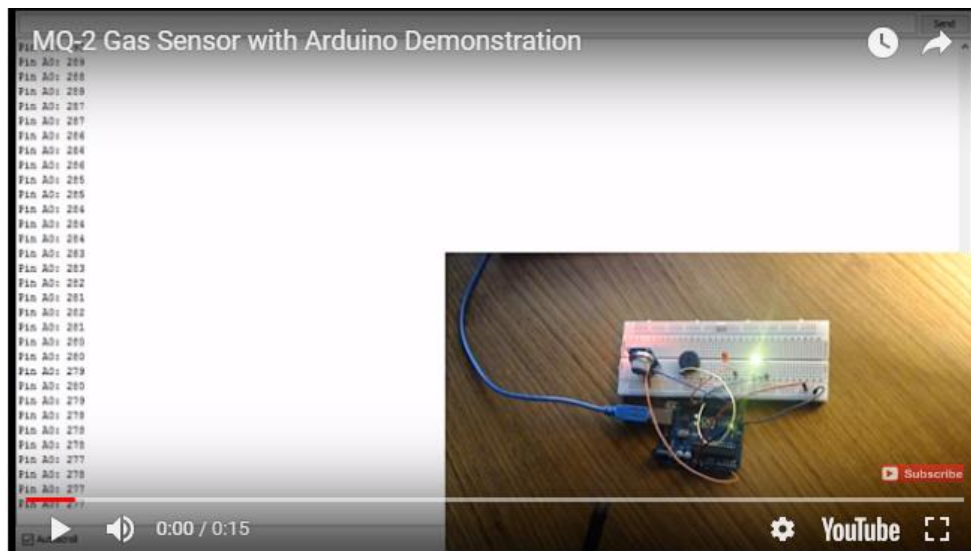 Send
MQ-2 Gas Sensor with Arduino Demonstration
Pin A0: 289
Pin A0: 288
Pin A0: 288
Pin A0: 287
Pin A0: 287
Pin A0: 286
Pin A0: 286
Pin A0: 286
Pin A0: 285
Pin A0: 285
Pin A0: 284
Pin A0: 284
Pin A0: 284
Pin A0: 283
Pin A0: 283
Pin A0: 282
Pin A0: 281
Pin A0: 282
Pin A0: 281
Pin A0: 280
Pin A0: 280
Pin A0: 279
Pin A0: 280
Pin A0: 279
Pin A0: 278
Pin A0: 278
Pin A0: 278
Pin A0: 277
Pin A0: 278
Pin A0: 277
Pin A0: 277
Subscribe
0:00 / 0:15
YouTube